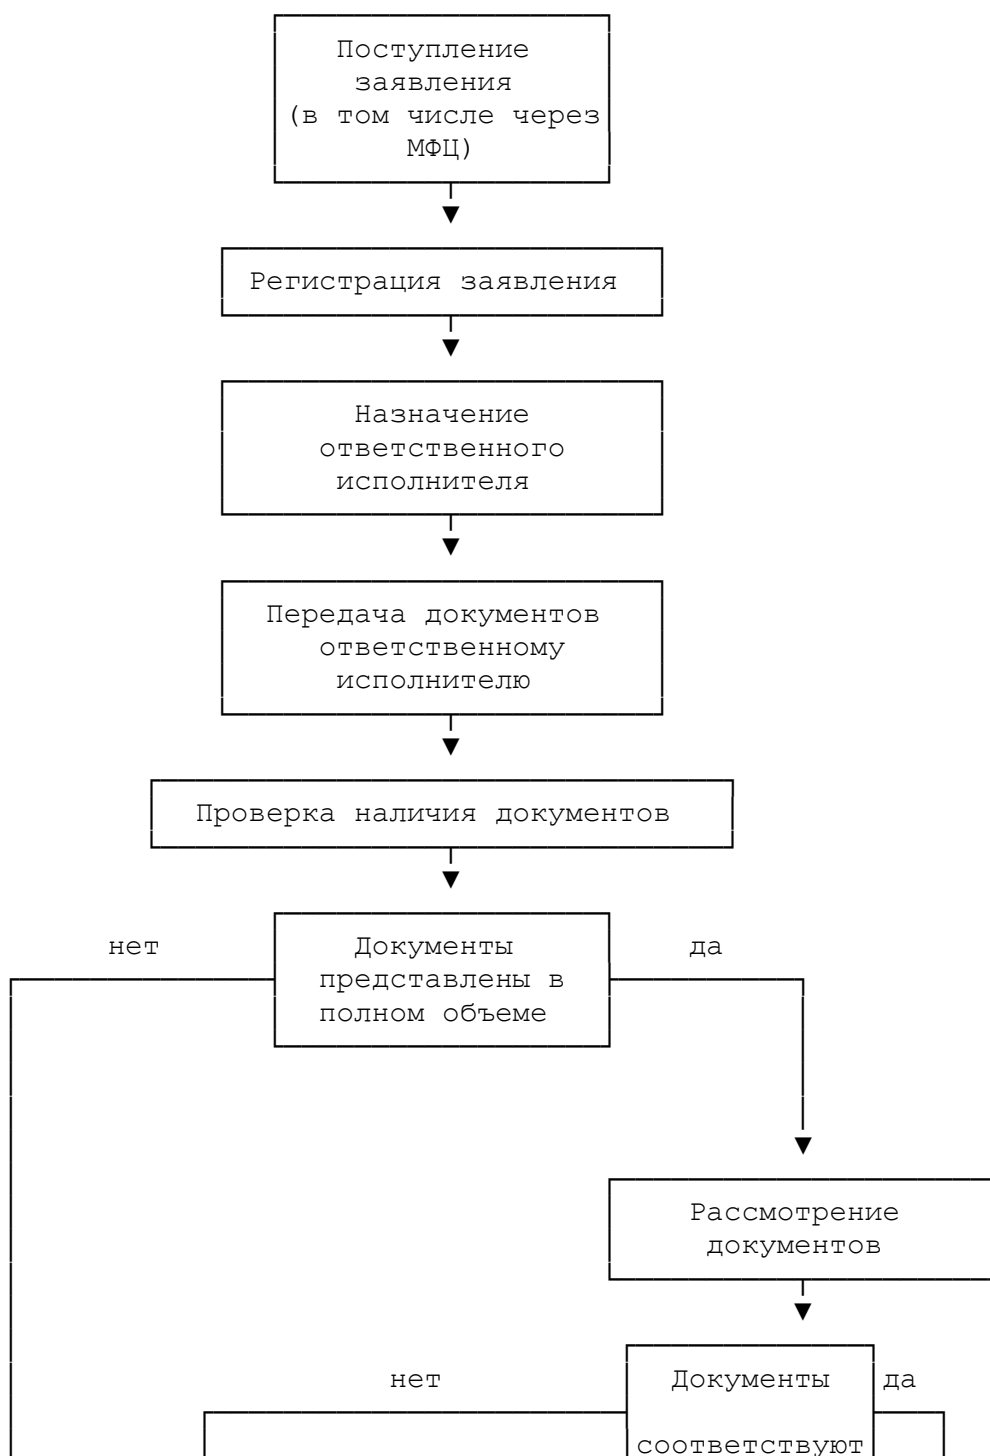 Поступление
заявления
(в том числе через
МФЦ)
Регистрация заявления
Назначение
ответственного
исполнителя
Передача документов
ответственному
исполнителю
Проверка наличия документов
нет
Документы
да
представлены в
полном объеме
Рассмотрение
документов
нет
Документы
да
соответствуют